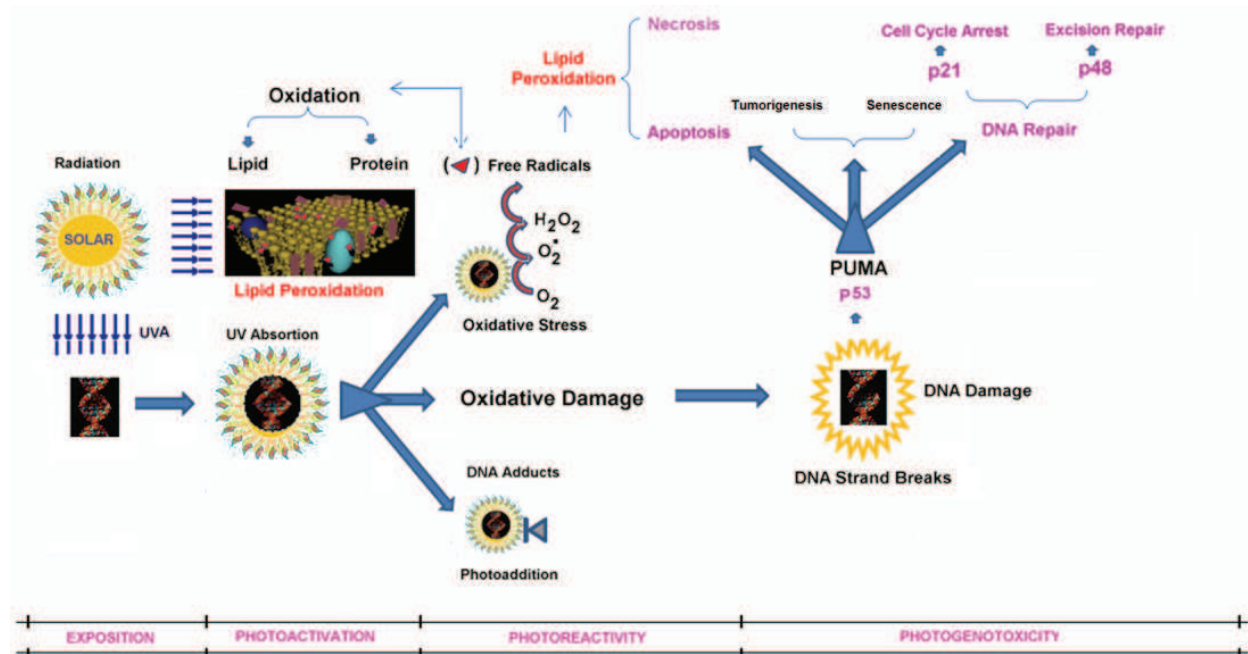 Necrosis
Cell Cycle Arrest
Excision Repair
Lipid
Peroxidation
p21
p48
Oxidation
Tumorigenesis
Senescence
Apoptosis
DNA Repair
Radiation
Lipid
Protein
( ) Free Radicals
SOLAR
H2O2
O2•
PUMA
Lipid Peroxidation
O2
p53
UVA
UV Absortion
Oxidative Stress
Oxidative Damage
DNA Damage
DNA Adducts
DNA Strand Breaks
Photoaddition
EXPOSITION
PHOTOACTIVATION
PHOTOREACTIVITY
PHOTOGENOTOXICITY